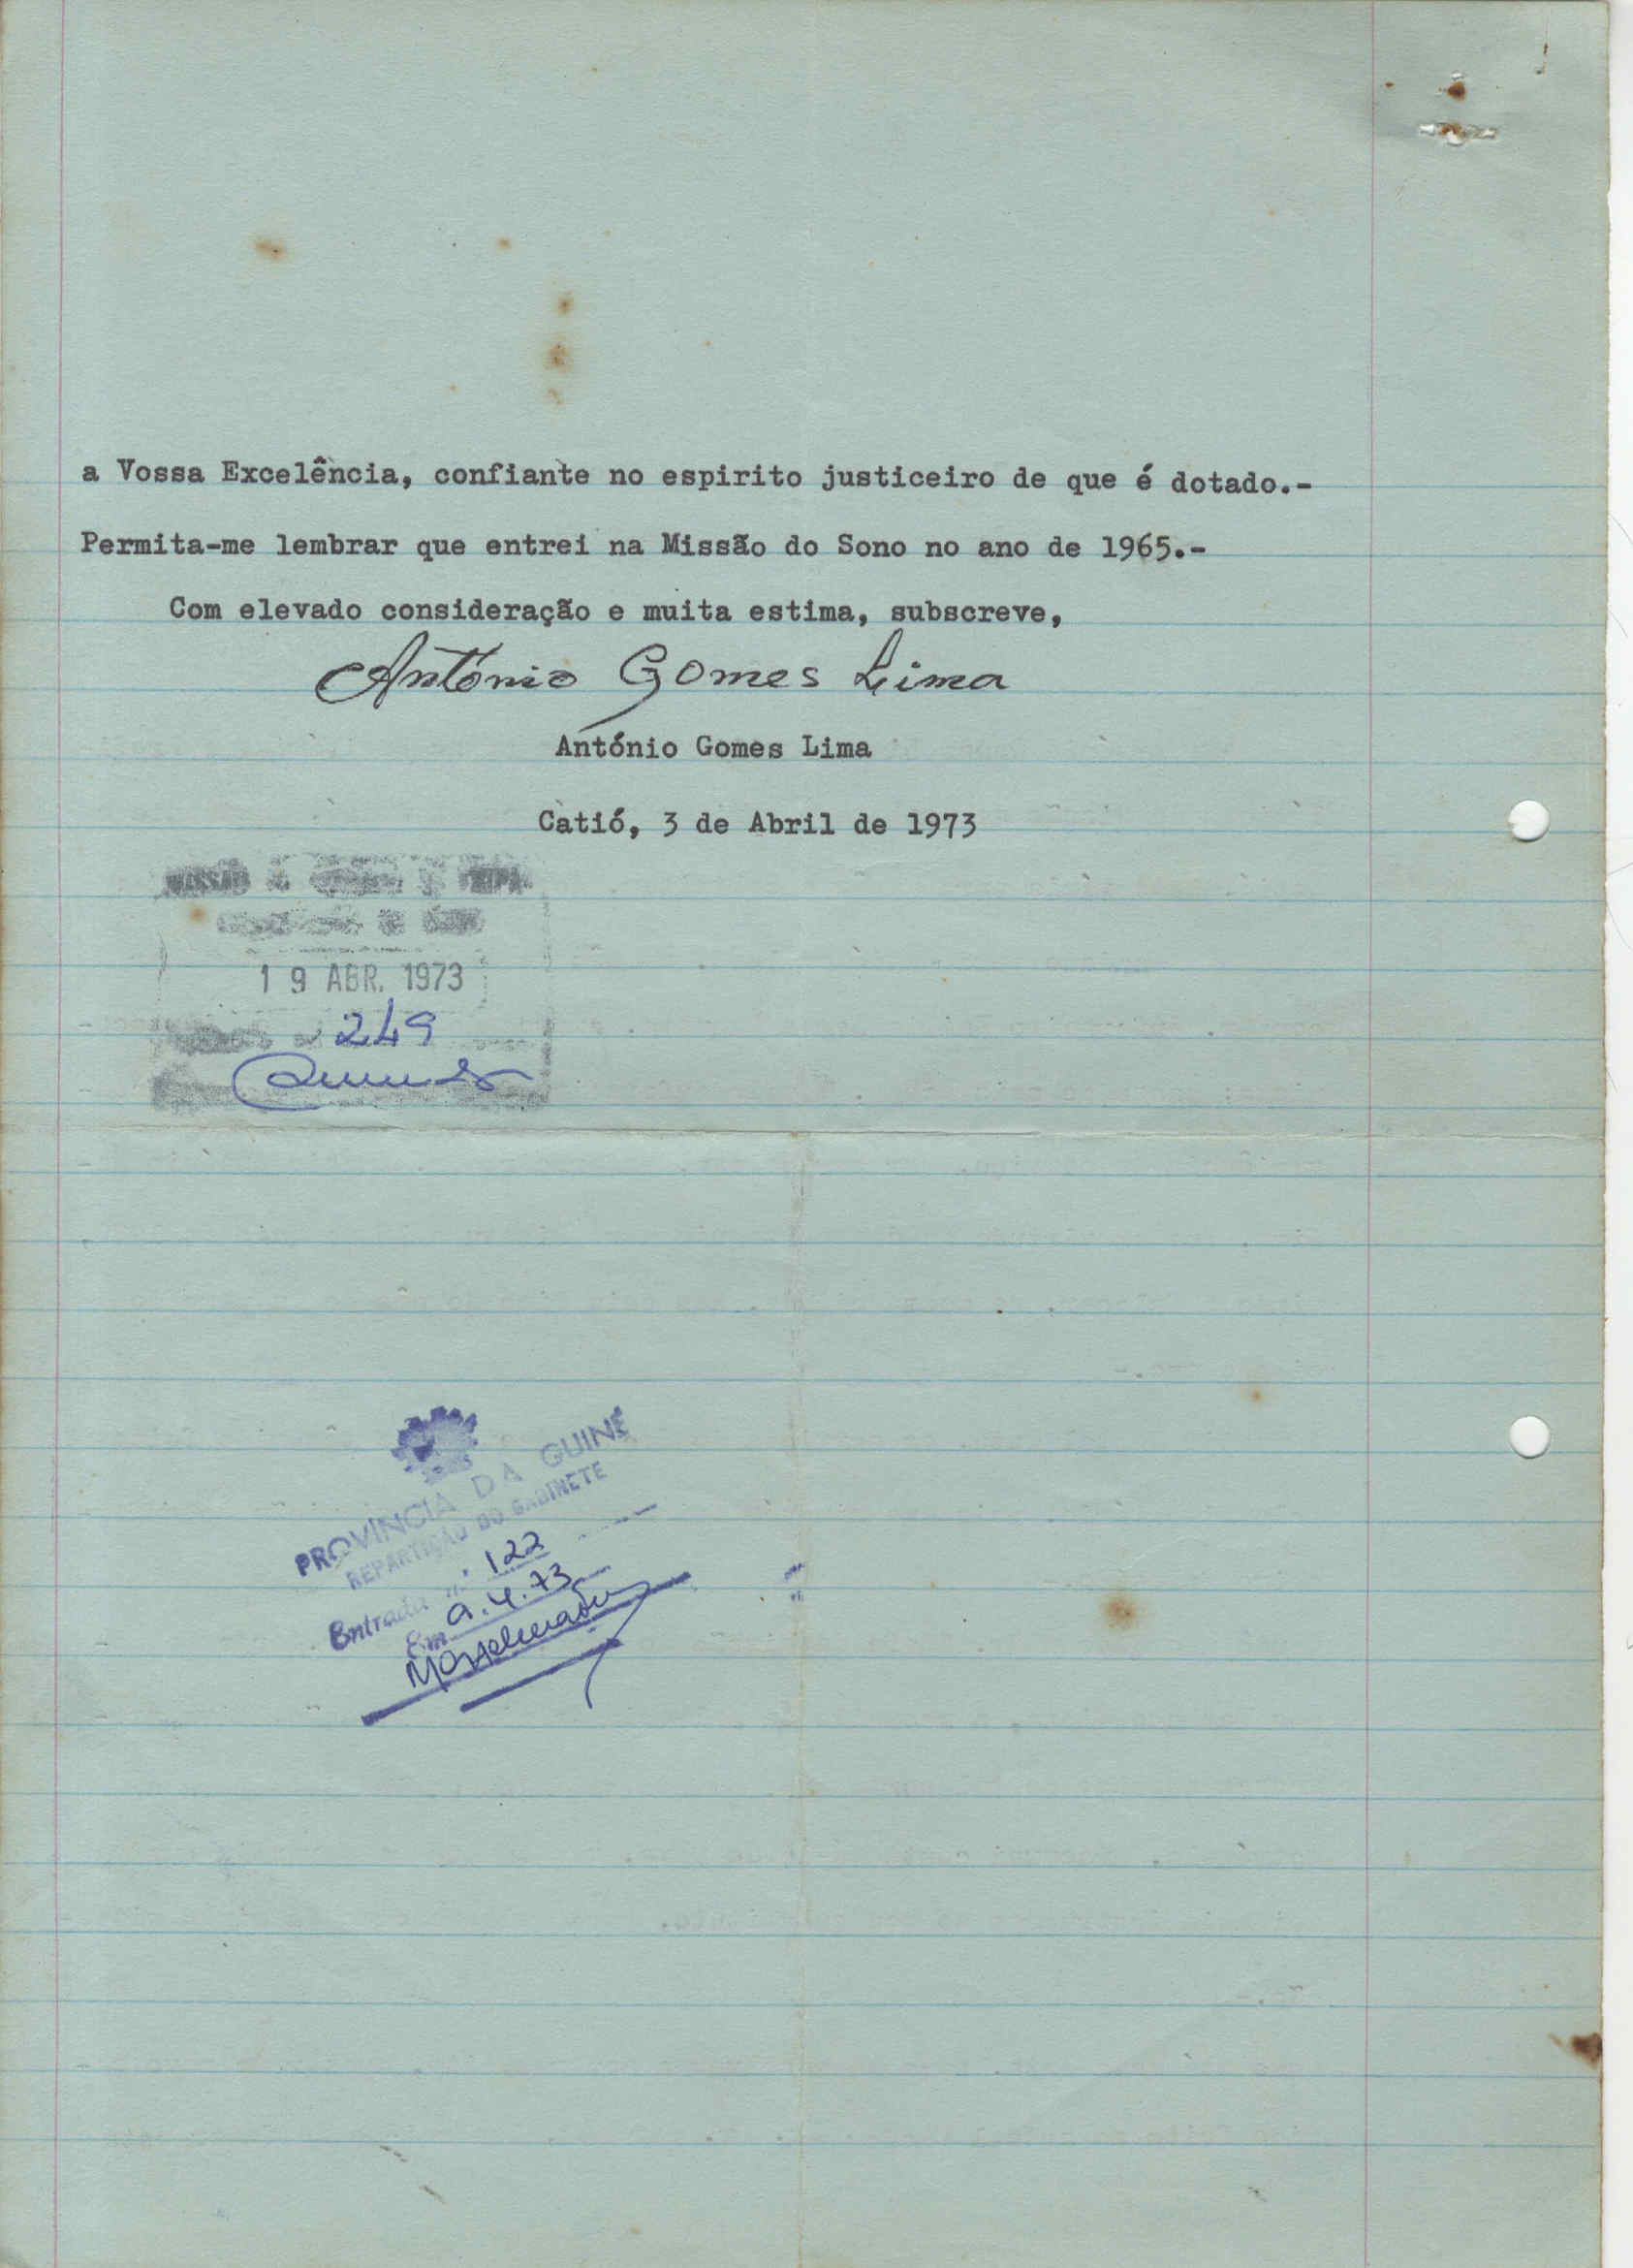 a Vossa Excelência, confiante no espirito justiceiro de que é dotado.-
Permita-me lembrar que entrei na Missão do Sono no ano de 1965.-
Com elevado consideração e muita estima, subscreve,
António Gomes Lima
António Gomes Lima
Catió, 3 de Abril de 1973
MISSÃO
19 ABR. 1973
249
PROVÍNCIA DA GUINÉ
REPARTIÇÃO DO GABINETE
Entrada n.º 122
Em 9.4.73